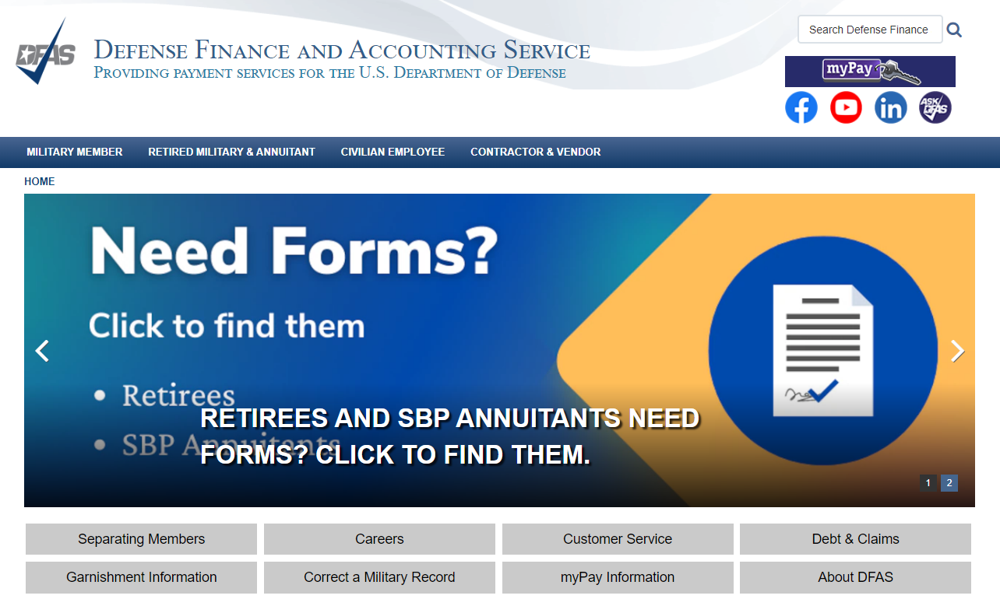 DFAS
DEFENSE FINANCE AND ACCOUNTING SERVICE
PROVIDING PAYMENT SERVICES FOR THE U.S. DEPARTMENT OF DEFENSE
Search Defense Finance
myPay
f
in
ASK
DFAS
MILITARY MEMBER
RETIRED MILITARY & ANNUITANT
CIVILIAN EMPLOYEE
CONTRACTOR & VENDOR
HOME
Need Forms?
Click to find them
• Retirees
• SBP Annuitants
RETIREES AND SBP ANNUITANTS NEED
FORMS? CLICK TO FIND THEM.
1
2
Separating Members
Careers
Customer Service
Debt & Claims
Garnishment Information
Correct a Military Record
myPay Information
About DFAS